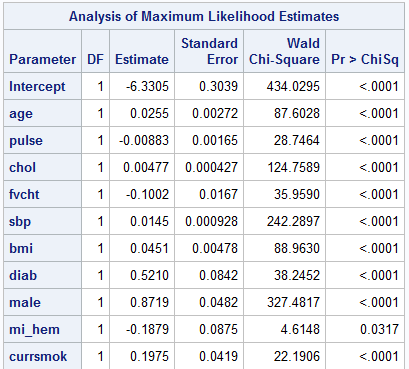 Analysis of Maximum Likelihood Estimates
Parameter DF Estimate Standard Error Wald Chi-Square Pr > ChiSq
Intercept 1 -6.3305 0.3039 434.0295 <.0001
age 1 0.0255 0.00272 87.6028 <.0001
pulse 1 -0.00883 0.00165 28.7464 <.0001
chol 1 0.00477 0.000427 124.7589 <.0001
fvcht 1 -0.1002 0.0167 35.9590 <.0001
sbp 1 0.0145 0.000928 242.2897 <.0001
bmi 1 0.0451 0.00478 88.9630 <.0001
diab 1 0.5210 0.0842 38.2452 <.0001
male 1 0.8719 0.0482 327.4817 <.0001
mi_hem 1 -0.1879 0.0875 4.6148 0.0317
currsmok 1 0.1975 0.0419 22.1906 <.0001